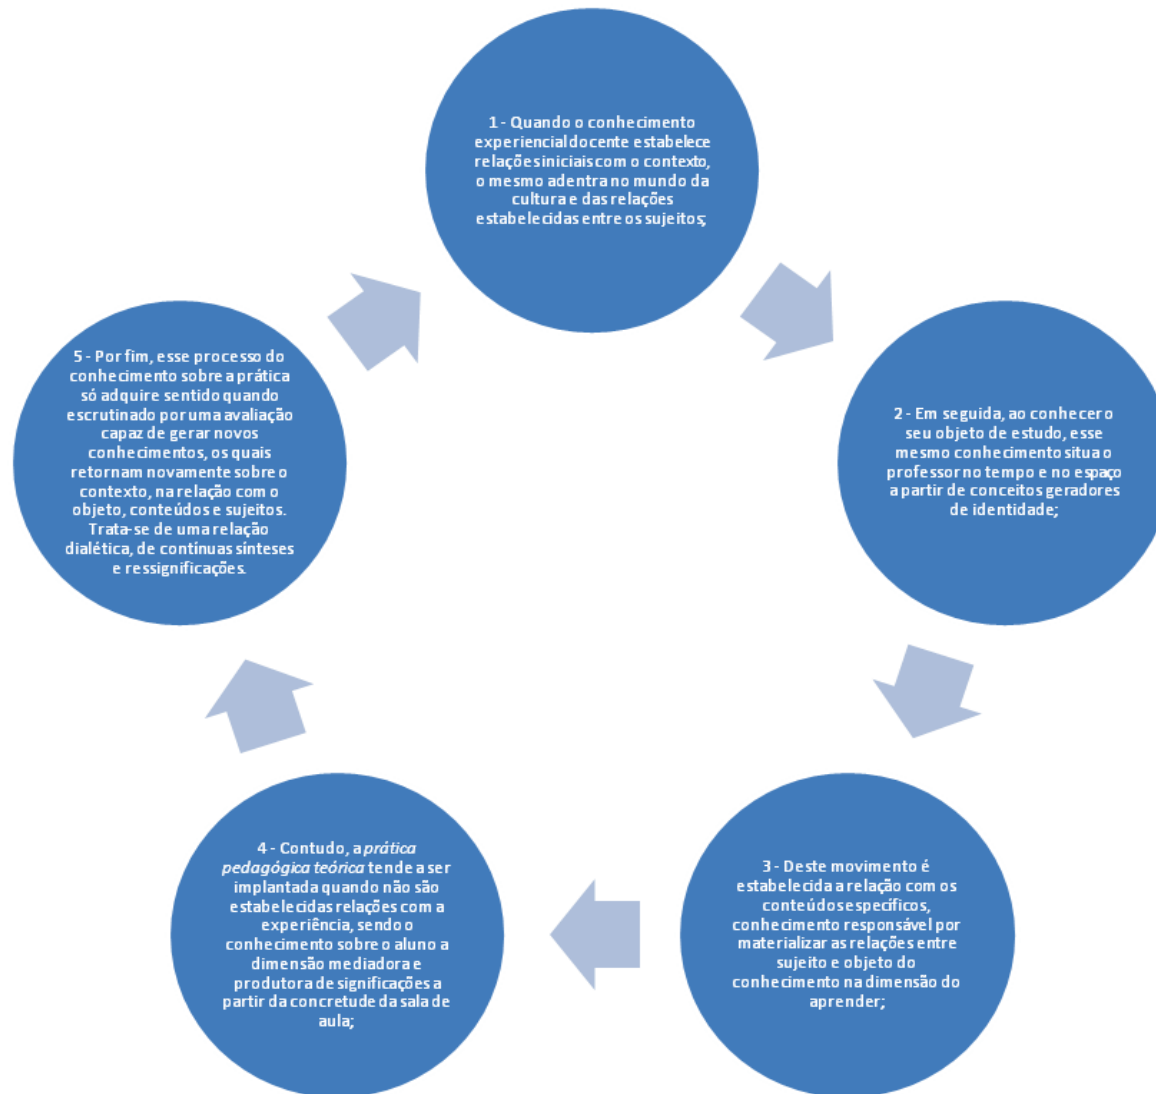 1 - Quando o conhecimento
experiencial docente estabelece
relações iniciais com o contexto,
o mesmo adentra no mundo da
cultura e das relações
estabelecidas entre os sujeitos;
2 - Em seguida, ao conhecer o
seu objeto de estudo, esse
mesmo conhecimento situa o
professor no tempo e no espaço
a partir de conceitos geradores
de identidade;
3 - Deste movimento é
estabelecida a relação com os
conteúdos específicos,
conhecimento responsável por
materializar as relações entre
sujeito e objeto do
conhecimento na dimensão do
aprender;
4 - Contudo, a prática
pedagógica teórica tende a ser
implantada quando não são
estabelecidas relações com a
experiência, sendo o
conhecimento sobre o aluno a
dimensão mediadora e
produtora de significações a
partir da concretude da sala de
aula;
5 - Por fim, esse processo do
conhecimento sobre a prática
só adquire sentido quando
escrutinado por uma avaliação
capaz de gerar novos
conhecimentos, os quais
retornam novamente sobre o
contexto, na relação com o
objeto, conteúdos e sujeitos.
Trata-se de uma relação
dialética, de contínuas sínteses
e ressignificações.